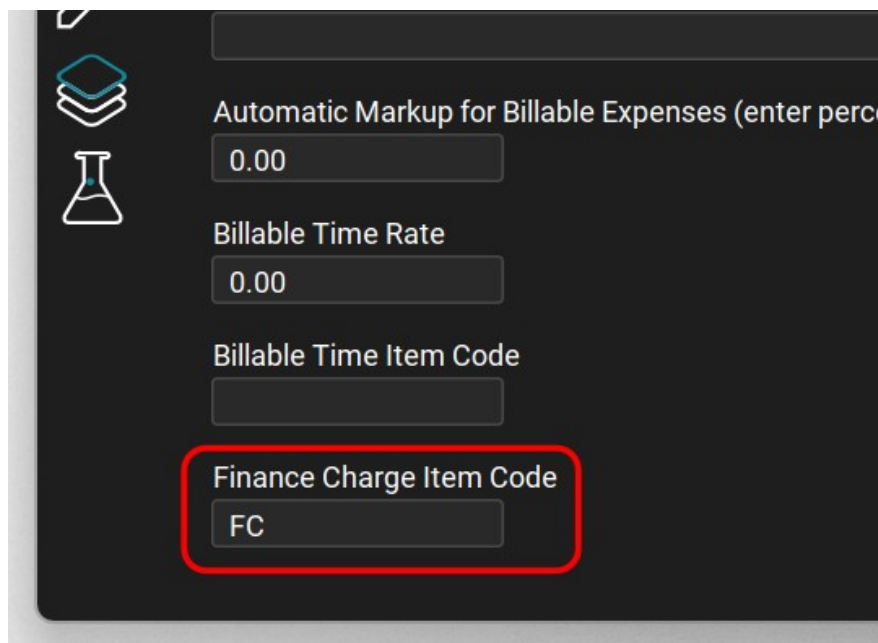 Automatic Markup for Billable Expenses (enter perc
0.00
Billable Time Rate
0.00
Billable Time Item Code
Finance Charge Item Code
FC